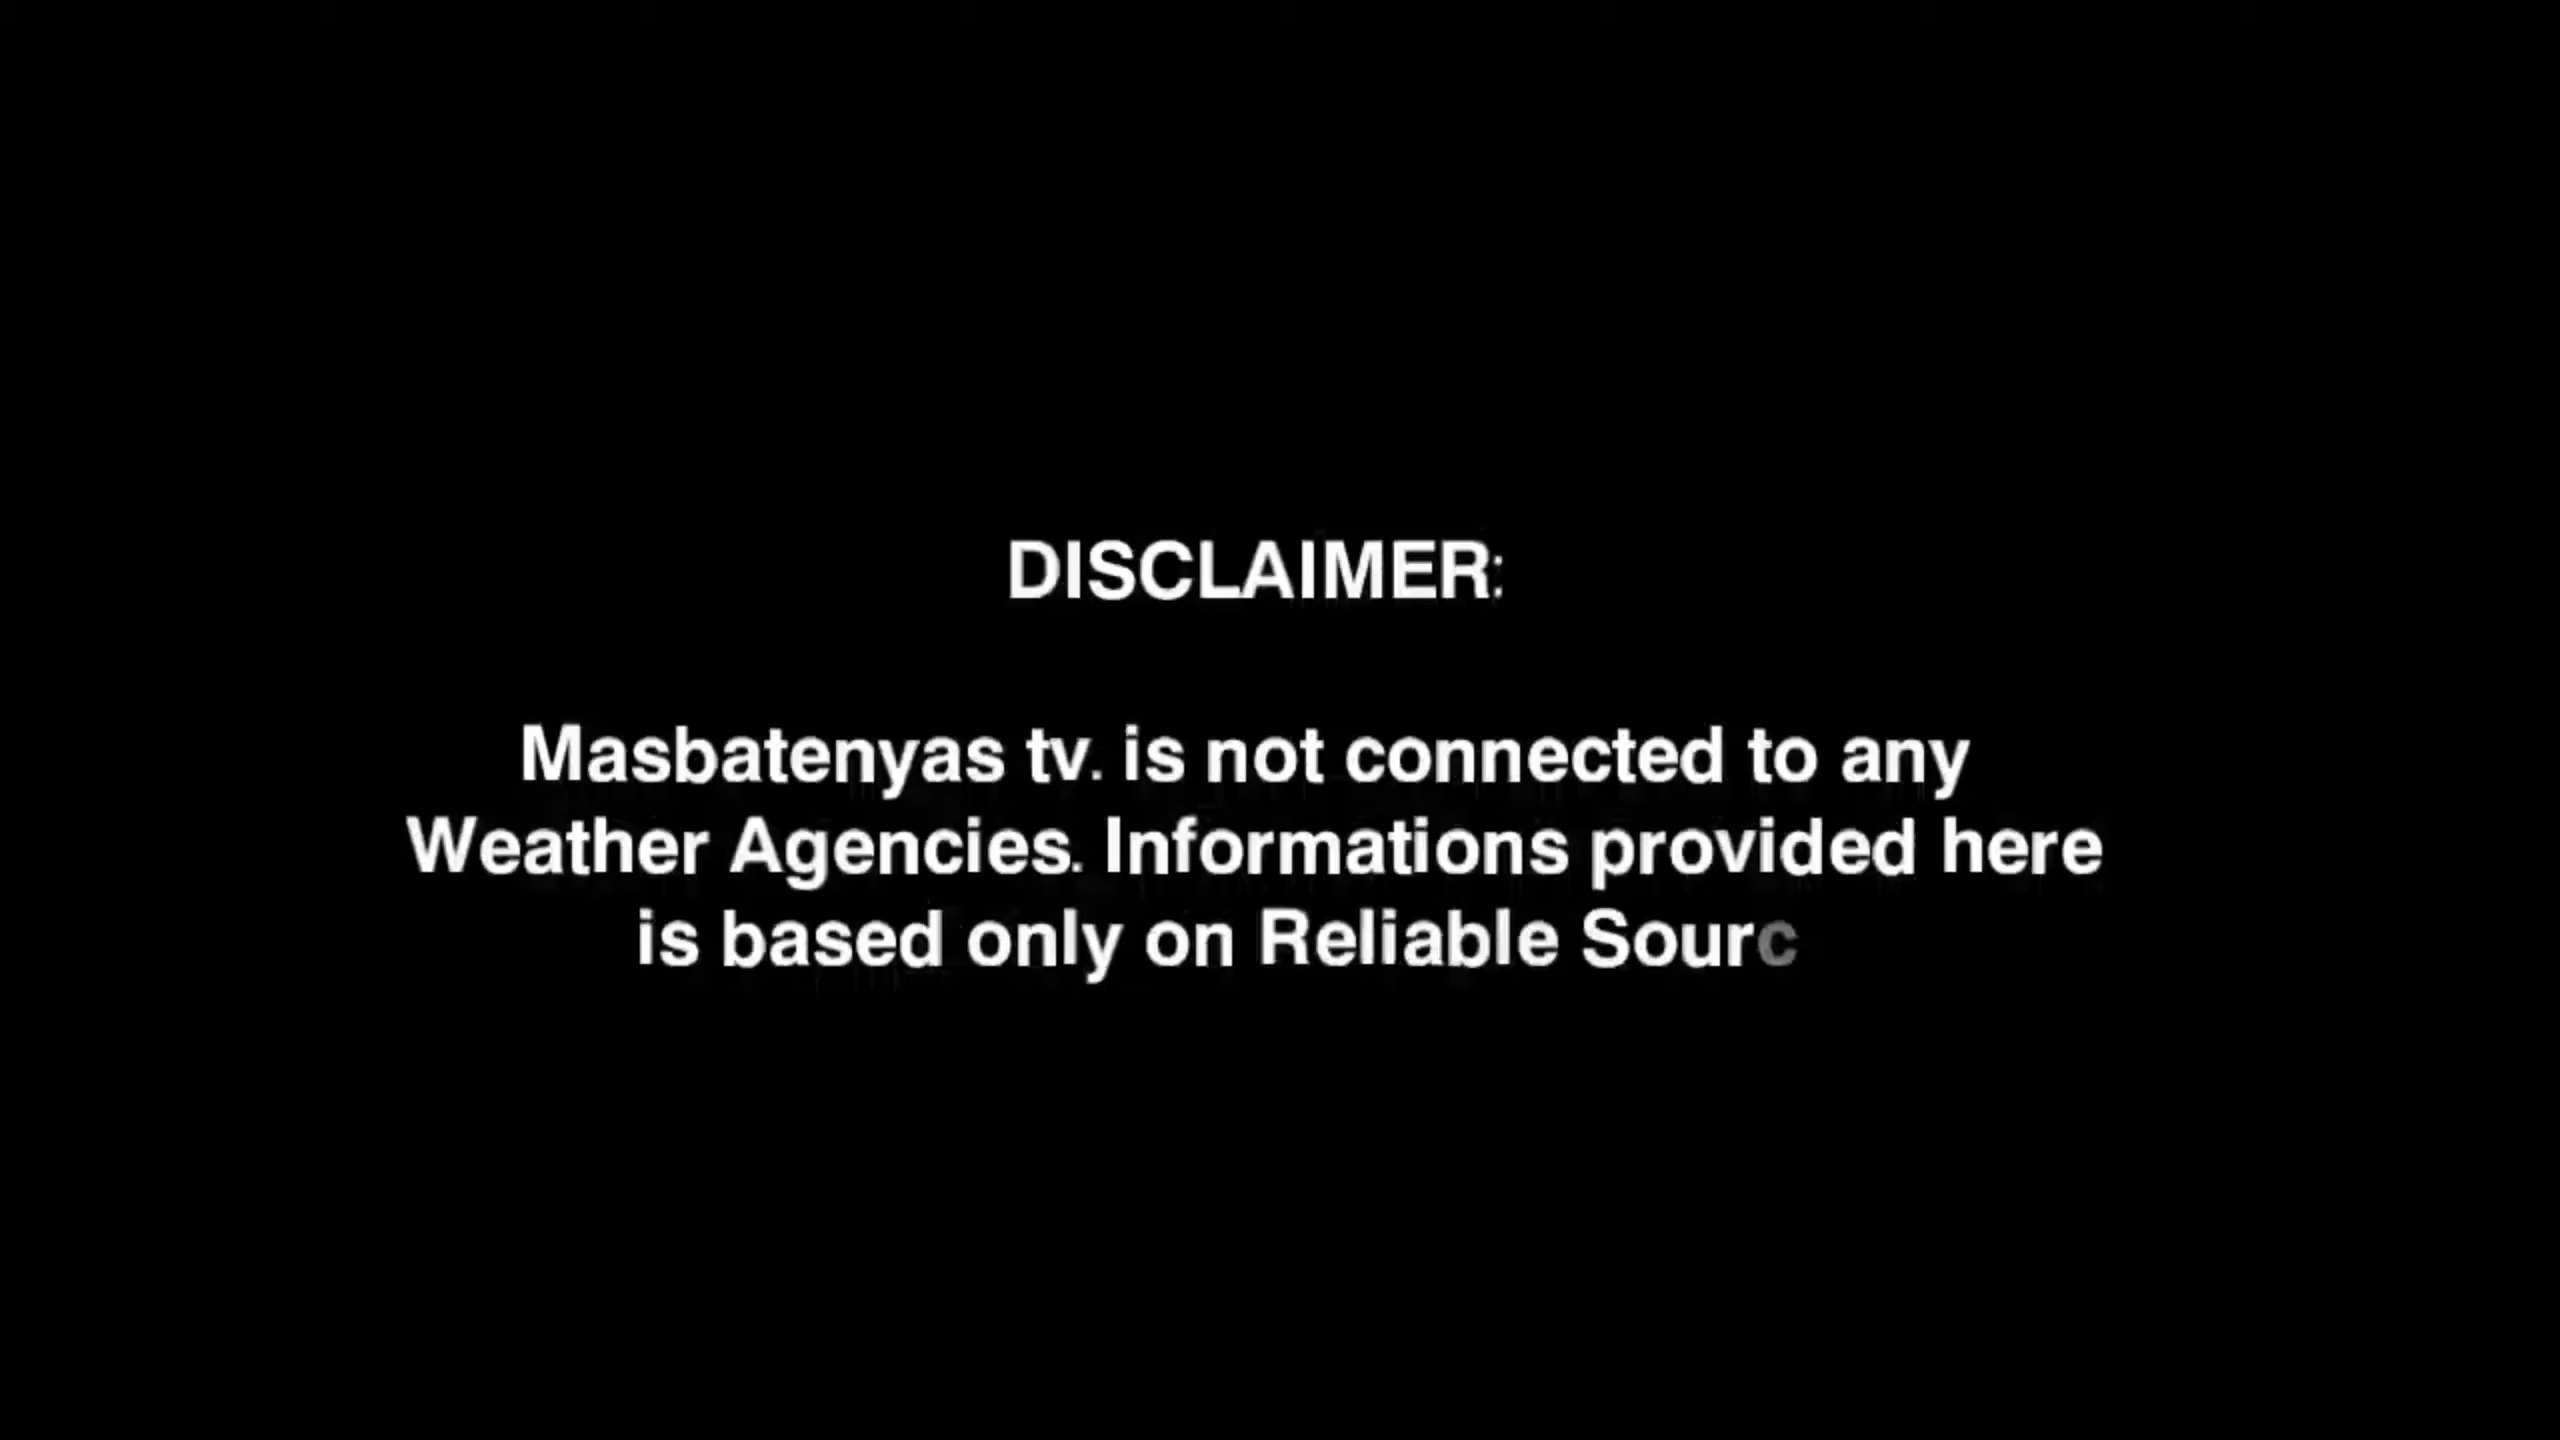 DISCLAIMER:
Masbatenyas tv. is not connected to any
Weather Agencies. Informations provided here
is based only on Reliable Sourc